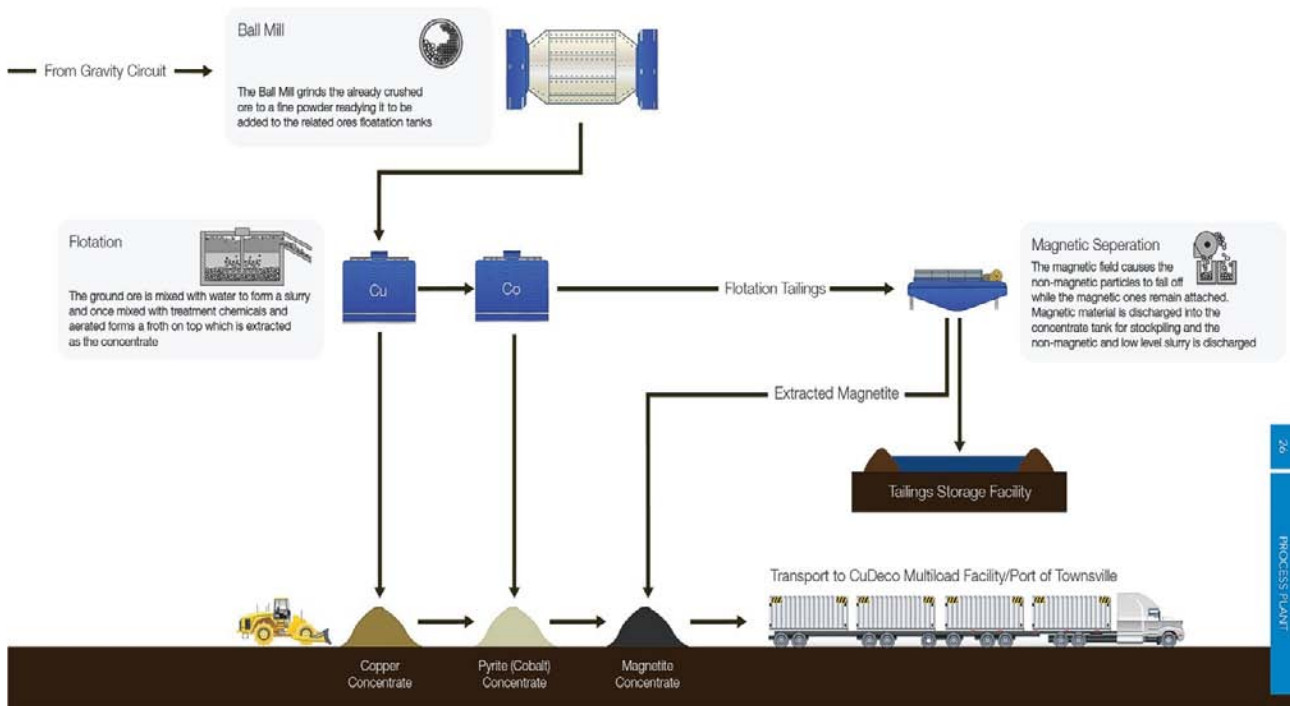 Ball Mill
From Gravity Circuit
The Ball Mill grinds the already crushed
ore to a fine powder readying it to be
added to the related ores floatation tanks
Flotation
The ground ore is mixed with water to form a slurry
and once mixed with treatment chemicals and
aerated forms a froth on top which is extracted
as the concentrate
Cu
Co
Flotation Tailings
Magnetic Seperation
The magnetic field causes the
non-magnetic particles to fall off
while the magnetic ones remain attached.
Magnetic material is discharged into the
concentrate tank for stockpiling and the
non-magnetic and low level slurry is discharged
Extracted Magnetite
Tailings Storage Facility
26
PROCESS PLANT
Transport to CuDeco Multiload Facility/Port of Townsville
Copper
Concentrate
Pyrite (Cobalt)
Concentrate
Magnetite
Concentrate